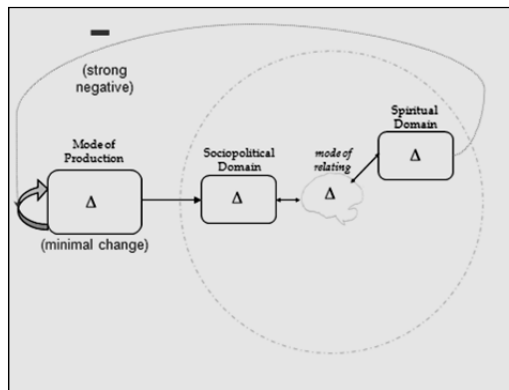 (strong
negative)
Spiritual
Domain
Δ
Mode of
Production
Δ
(minimal change)
Sociopolitical
Domain
Δ
mode of
relating
Δ